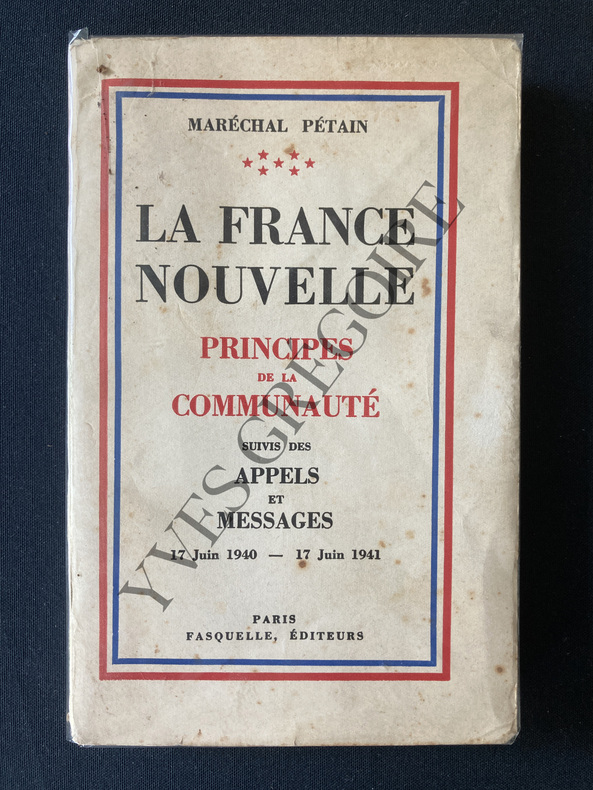 MARÉCHAL PÉTAIN
LA FRANCE
NOUVELLE
PRINCIPES
DE LA
COMMUNAUTÉ
SUIVIS DES
APPELS
ET
MESSAGES
17 Juin 1940 — 17 Juin 1941
PARIS
FASQUELLE, ÉDITEURS
YVES GREGOIRE